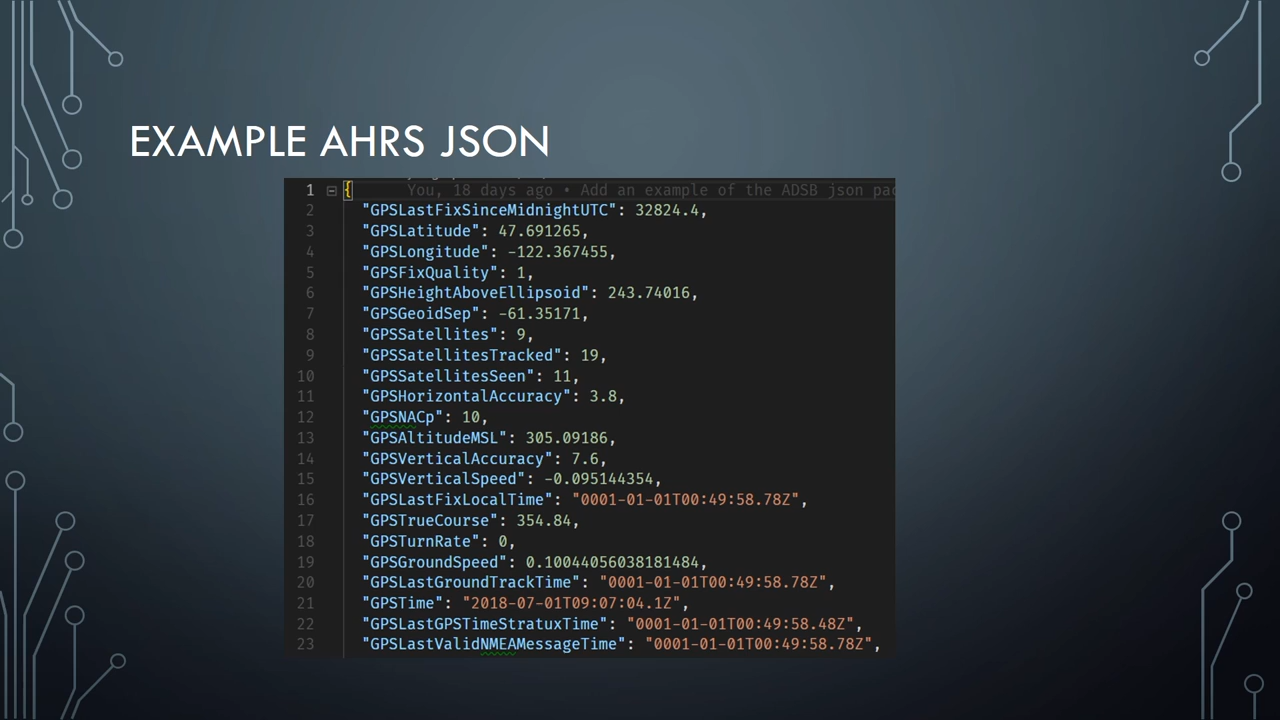 EXAMPLE AHRS JSON
1 { You, 18 days ago • Add an example of the ADSB json pac
2 "GPSLastFixSinceMidnightUTC": 32824.4,
3 "GPSLatitude": 47.691265,
4 "GPSLongitude": -122.367455,
5 "GPSFixQuality": 1,
6 "GPSHeightAboveEllipsoid": 243.74016,
7 "GPSGeoidSep": -61.35171,
8 "GPSSatellites": 9,
9 "GPSSatellitesTracked": 19,
10 "GPSSatellitesSeen": 11,
11 "GPSHorizontalAccuracy": 3.8,
12 "GPSNACp": 10,
13 "GPSAltitudeMSL": 305.09186,
14 "GPSVerticalAccuracy": 7.6,
15 "GPSVerticalSpeed": -0.095144354,
16 "GPSLastFixLocalTime": "0001-01-01T00:49:58.78Z",
17 "GPSTrueCourse": 354.84,
18 "GPSTurnRate": 0,
19 "GPSGroundSpeed": 0.10044056038181484,
20 "GPSLastGroundTrackTime": "0001-01-01T00:49:58.78Z",
21 "GPSTime": "2018-07-01T09:07:04.1Z",
22 "GPSLastGPSTimeStratuxTime": "0001-01-01T00:49:58.48Z",
23 "GPSLastValidNMEAMessageTime": "0001-01-01T00:49:58.78Z",